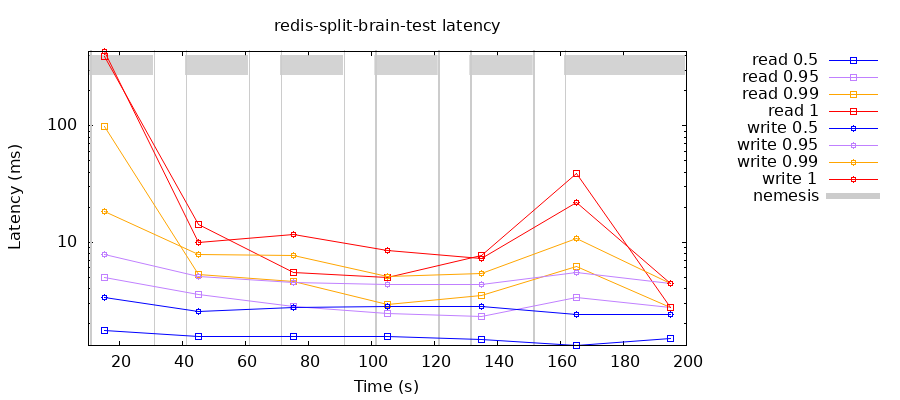 redis-split-brain-test latency
Latency (ms)
100
10
20 40 60 80 100 120 140 160 180 200
Time (s)
read 0.5
read 0.95
read 0.99
read 1
write 0.5
write 0.95
write 0.99
write 1
nemesis